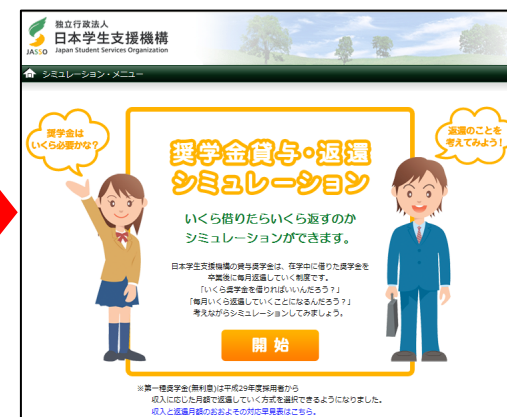 独立行政法人
日本学生支援機構
JASSO Japan Student Services Organization
シミュレーション・メニュー
奨学金は
いくら必要かな?
返還のことを
考えてみよう!
奨学金貸与・返還
シミュレーション
いくら借りたらいくら返すのか
シミュレーションができます。
日本学生支援機構の貸与奨学金は、在学中に借りた奨学金を
卒業後に毎月返還していく制度です。
「いくら奨学金を借りればいいんだろう？」
「毎月いくら返還していくことになるんだろう？」
考えながらシミュレーションしてみましょう。
開始
※第一種奨学金(無利息)は平成29年度採用者から
収入に応じた月額で返還していく方式を選択できるようになりました。
収入と返還月額のおおよその対応早見表はこちら。